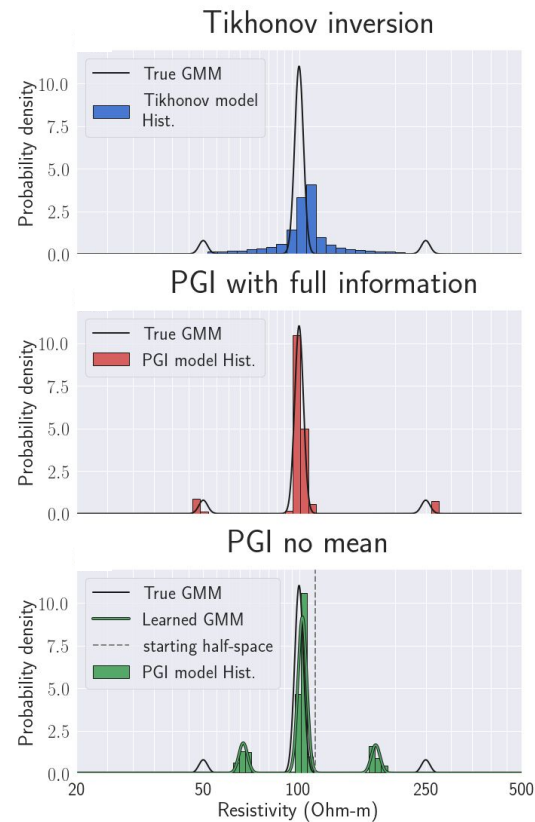 Tikhonov inversion
Probability density
10.0
7.5
5.0
2.5
0.0
True GMM
Tikhonov model
Hist.
PGI with full information
Probability density
10.0
7.5
5.0
2.5
0.0
True GMM
PGI model Hist.
PGI no mean
Probability density
10.0
7.5
5.0
2.5
0.0
True GMM
Learned GMM
starting half-space
PGI model Hist.
20 50 100 250 500
Resistivity (Ohm-m)